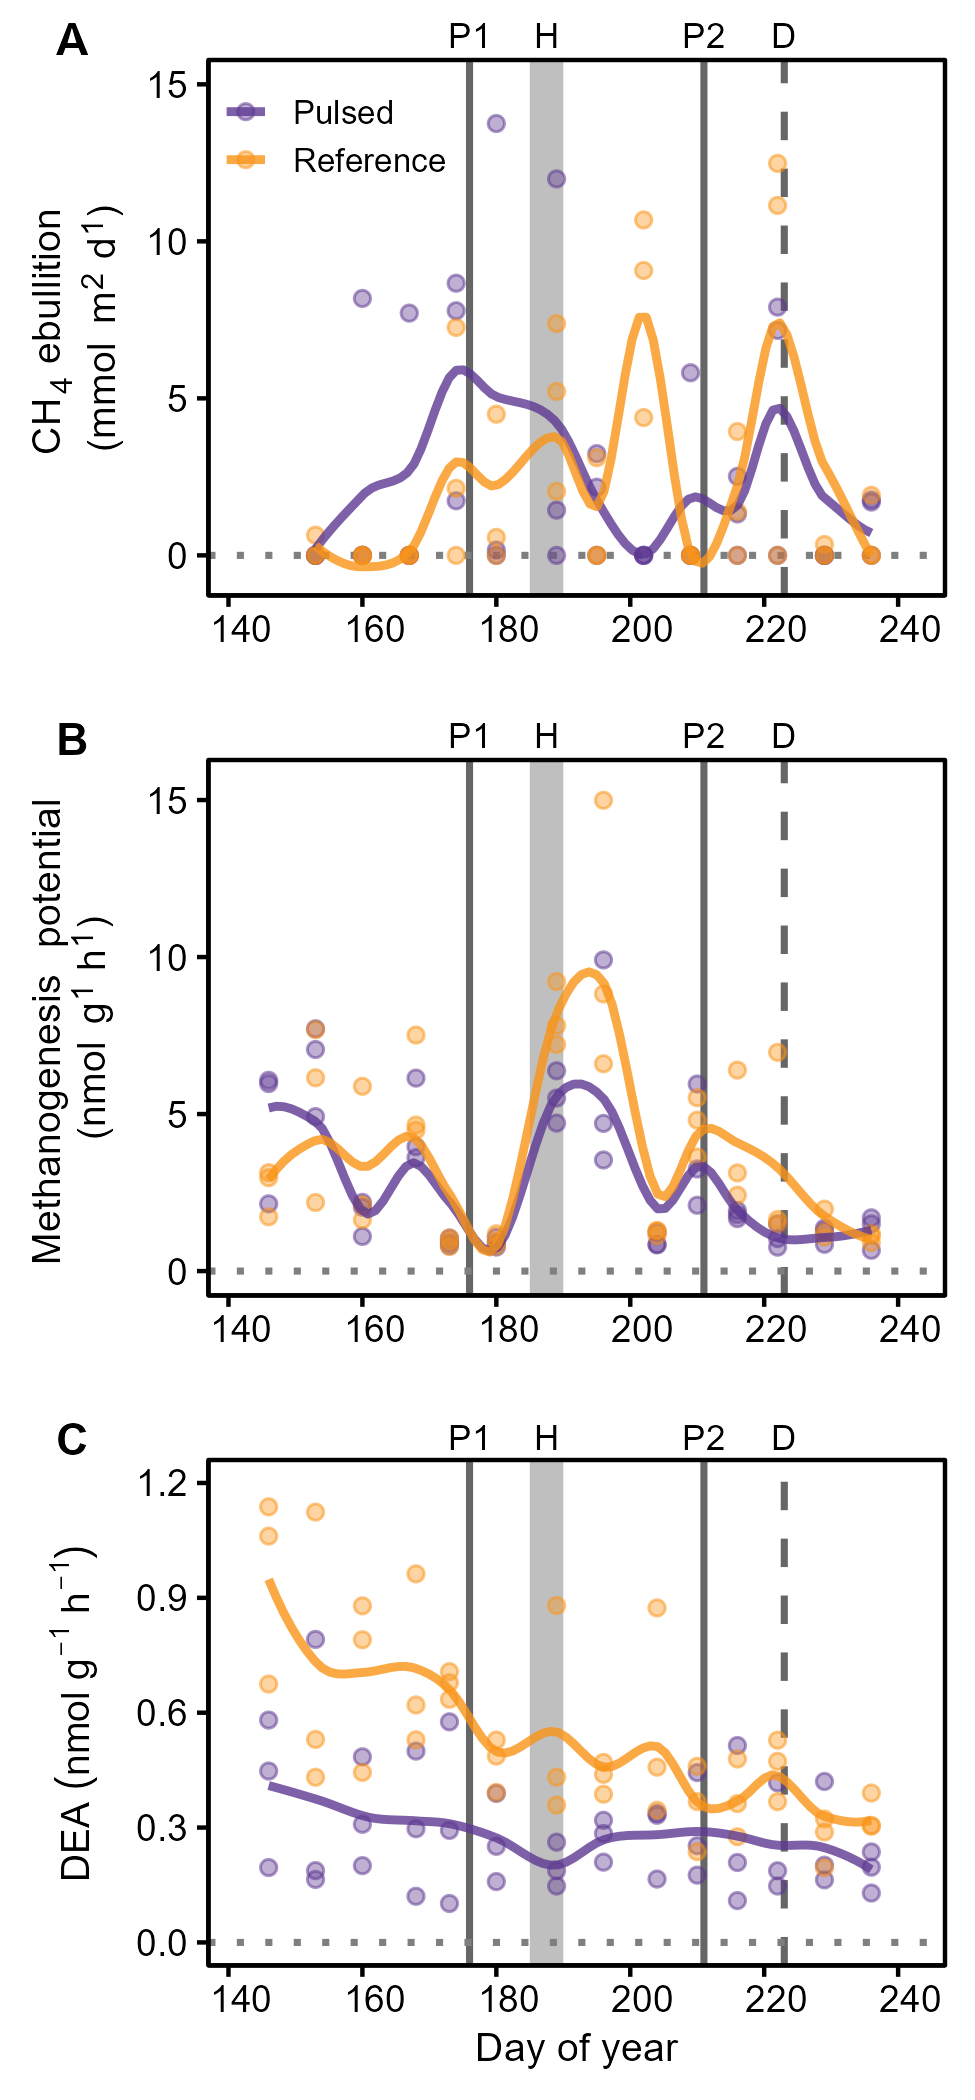 A
P1 H P2 D
15
10
5
0
Pulsed
Reference
CH4 ebullition
(mmol m² d¹)
140 160 180 200 220 240
B
P1 H P2 D
15
10
5
0
Methanogenesis potential
(nmol g¹ h¹)
140 160 180 200 220 240
C
P1 H P2 D
1.2
0.9
0.6
0.3
0.0
DEA (nmol g⁻¹ h⁻¹)
140 160 180 200 220 240
Day of year